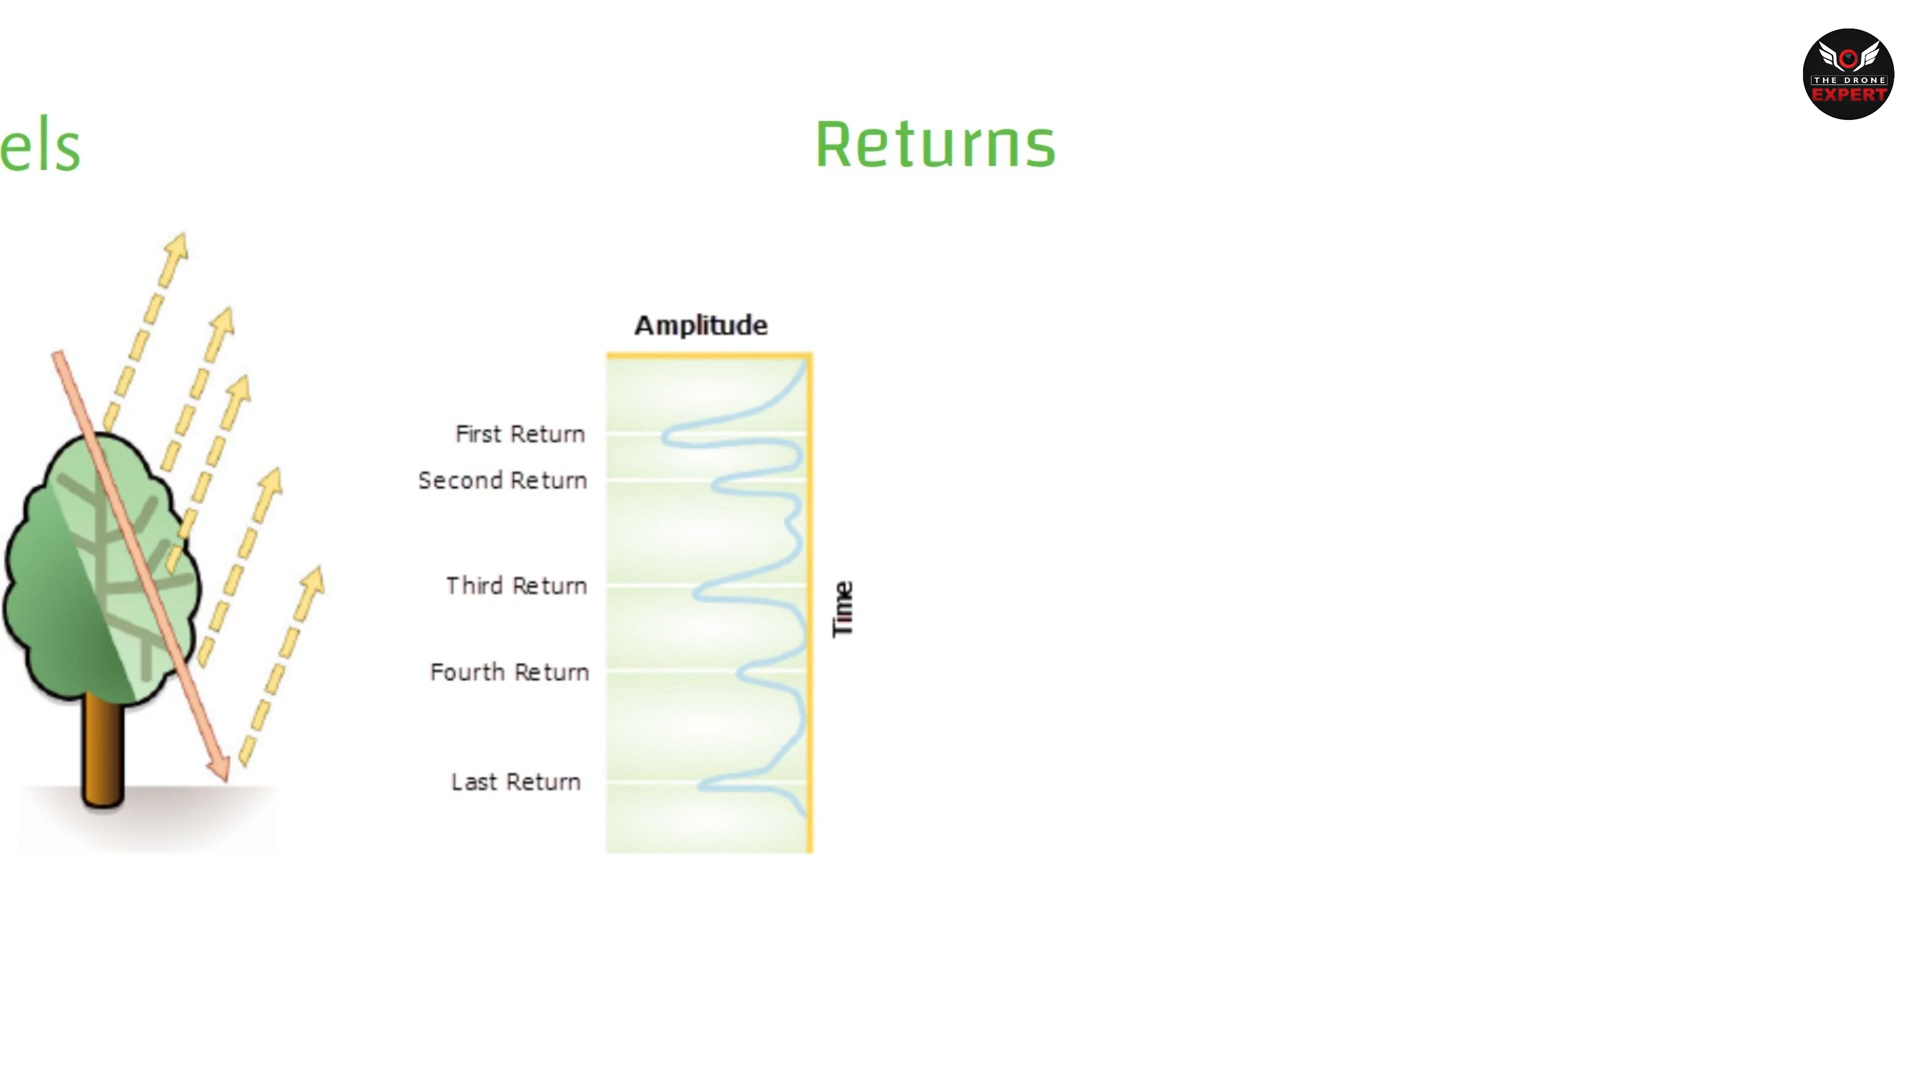 els
Returns
THE DRONE
EXPERT
Amplitude
First Return
Second Return
Third Return
Fourth Return
Last Return
Time